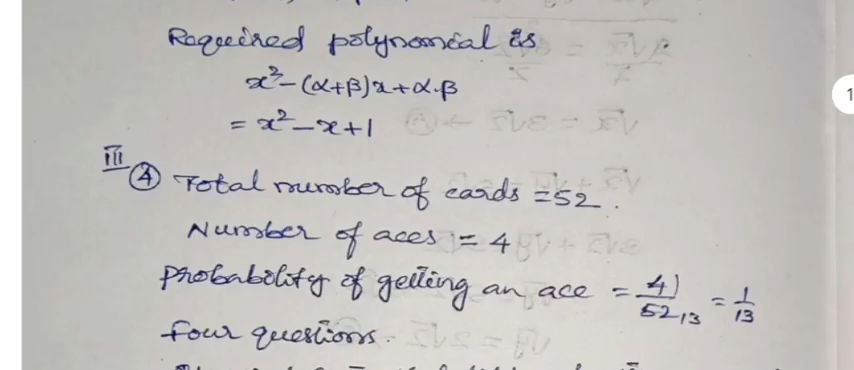 Required polynomial is
x² - (α+β)x + α.β
= x² - x + 1
III
④ Total number of cards = 52.
Number of aces = 4
Probability of getting an ace = 4/52 = 1/13
Four questions.
1